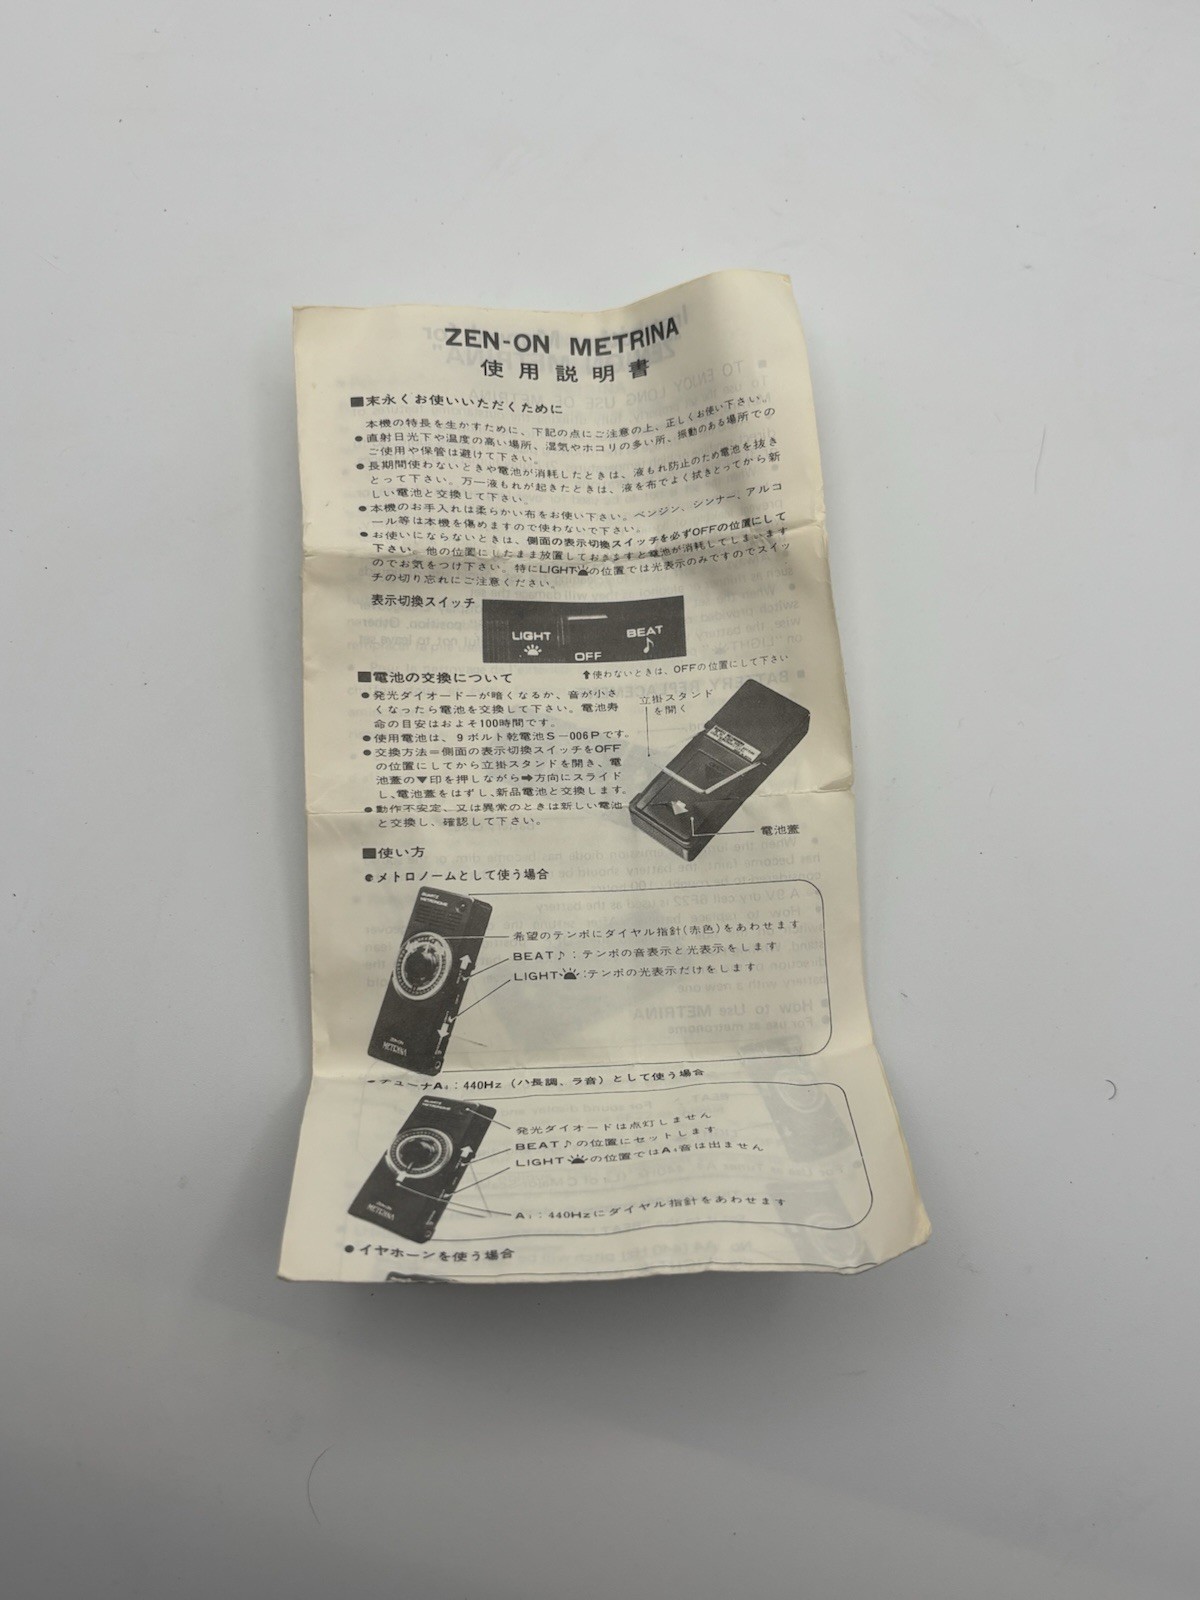 ZEN-ON METRINA
使用説明書
■末永くお使いいただくために
本機の特長を生かすために、下記の点にご注意の上、正しくお使い下さい。
●直射日光下や温度の高い場所、湿気やホコリの多い所、振動のある場所での
ご使用や保管は避けて下さい。
●長期間使わないときや電池が消耗したときは、液もれ防止のため電池を抜き
とって下さい。万一液もれが起きたときは、液を布でよく拭きとってから新
しい電池と交換して下さい。
●本機のお手入れは柔らかい布をお使い下さい。ベンジン、シンナー、アルコ
ール等は本機を傷めますので使わないで下さい。
●お使いにならないときは、側面の表示切換スイッチを必ずOFFの位置にして
下さい。他の位置にしたまま放置しておきますと電池が消耗してしまいます
のでお気をつけ下さい。特にLIGHTの位置では光表示のみですのでスイッ
チの切り忘れにご注意ください。
表示切換スイッチ
LIGHT
OFF
BEAT
♪
⬆使わないときは、OFFの位置にして下さい
■電池の交換について
●発光ダイオードーが暗くなるか、音が小さ
くなったら電池を交換して下さい。電池寿
命の目安はおよそ100時間です。
●使用電池は、9ボルト乾電池S-006Pです。
●交換方法=側面の表示切換スイッチをOFF
の位置にしてから立掛スタンドを開き、電
池蓋の▼印を押しながら➡方向にスライド
し、電池蓋をはずし、新品電池と交換します。
●動作不安定、又は異常のときは新しい電池
と交換し、確認して下さい。
立掛スタンド
を開く
電池蓋
■使い方
●メトロノームとして使う場合
QUARTZ
METRONOME
ZEN-ON
METRINA
希望のテンポにダイヤル指針(赤色)をあわせます
BEAT♪:テンポの音表示と光表示をします
LIGHT:テンポの光表示だけをします
●チューナA₄:440Hz(ハ長調、ラ音)として使う場合
QUARTZ
METRONOME
ZEN-ON
METRINA
発光ダイオードは点灯しません
BEAT♪の位置にセットします
LIGHTの位置ではA₄音は出ません
A₄:440Hzにダイヤル指針をあわせます
●イヤホーンを使う場合